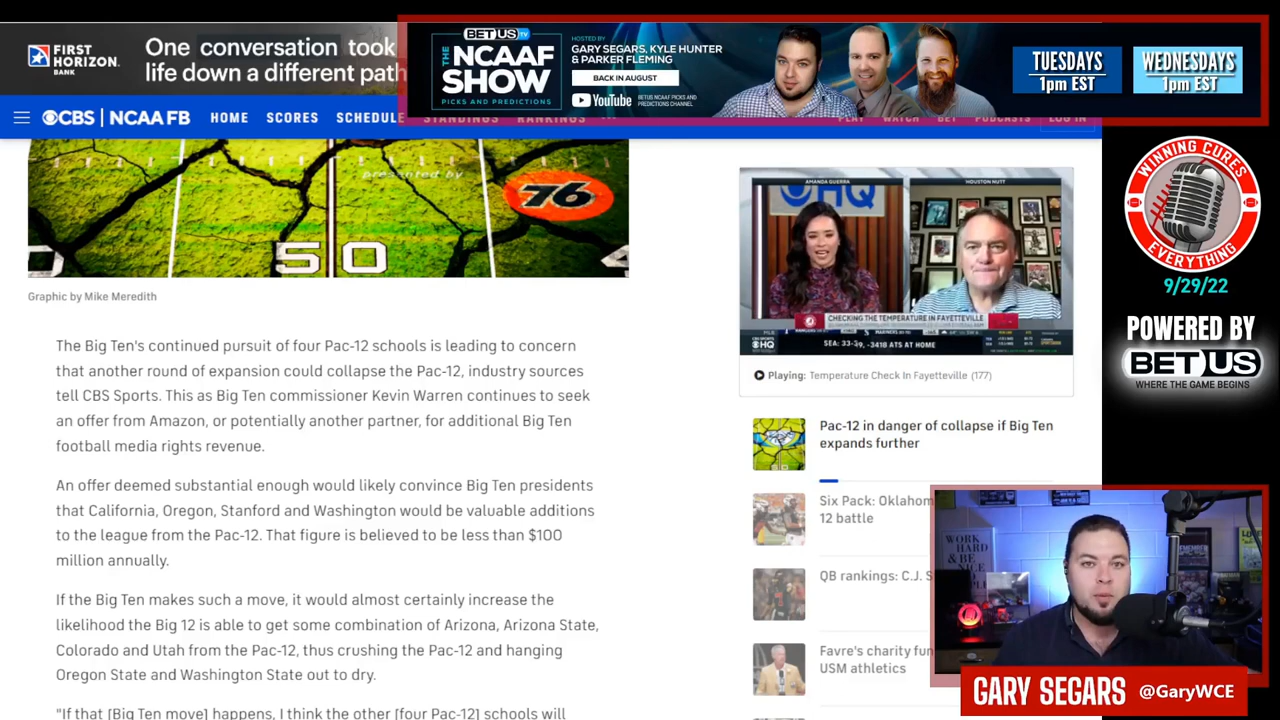 FIRST
HORIZON
BANK
One conversation took
life down a different path
BETUS TV
THE
NCAAF
SHOW
PICKS AND PREDICTIONS
HOSTED BY
GARY SEGARS, KYLE HUNTER
& PARKER FLEMING
BACK IN AUGUST
YouTube
BETUS NCAAF PICKS AND
PREDICTIONS CHANNEL
TUESDAYS
1pm EST
WEDNESDAYS
1pm EST
CBS | NCAA FB
HOME
SCORES
SCHEDULE
STANDINGS
RANKINGS
PLAY
WATCH
BET
PODCASTS
LOG IN
presented by
76
50
Graphic by Mike Meredith
The Big Ten's consideration of four Pac-12 schools is leading to concern
that another round of expansion could collapse the Pac-12, industry sources
tell CBS Sports. This as Big Ten commissioner Kevin Warren continues to seek
an offer from Amazon, or potentially another partner, for additional Big Ten
football media rights revenue.
An offer deemed substantial enough would likely convince Big Ten presidents
that California, Oregon, Stanford and Washington would be valuable additions
to the league from the Pac-12. That figure is believed to be less than $100
million annually.
If the Big Ten makes such a move, it would almost certainly increase the
likelihood the Big 12 is able to get some combination of Arizona, Arizona State,
Colorado and Utah from the Pac-12, thus crushing the Pac-12 and hanging
Oregon State and Washington State out to dry.
"If that [Big Ten move] happens, I think the other [four Pac-12] schools will
AMANDA GUERRA
HOUSTON NUTT
HQ
CHECKING THE TEMPERATURE IN FAYETTEVILLE
CBS SPORTS
HQ
ATS AT HOME
Playing: Temperature Check In Fayetteville (177)
Pac-12 in danger of collapse if Big Ten
expands further
Six Pack: Oklahom
12 battle
QB rankings: C.J. S
Favre's charity fun
USM athletics
WINNING CURES
EVERYTHING
9/29/22
POWERED BY
BETUS
WHERE THE GAME BEGINS
WORK
HARD &
BE NICE
GARY SEGARS @GaryWCE